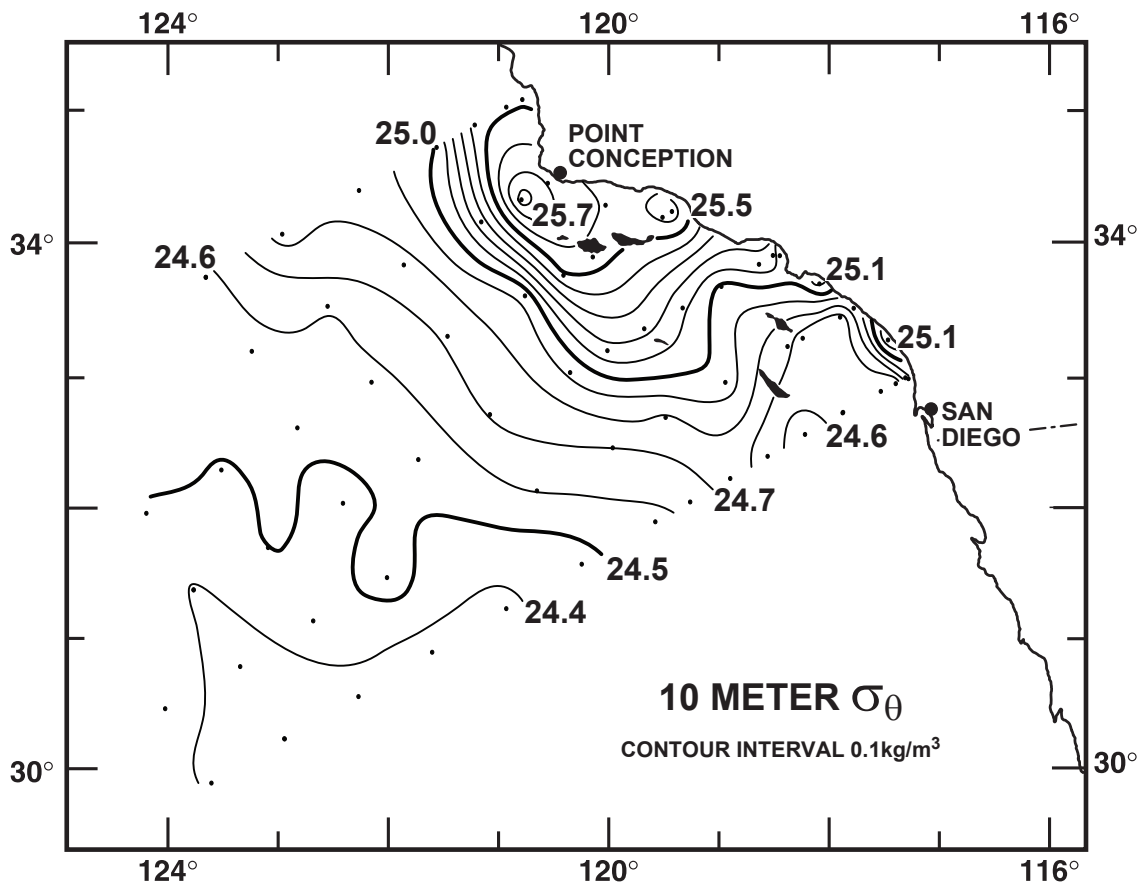 124° 120° 116°
25.0
POINT
CONCEPTION
25.7
25.5
34° 34°
24.6
25.1
25.1
SAN
DIEGO
24.6
24.7
24.5
24.4
10 METER σθ
CONTOUR INTERVAL 0.1kg/m³
30° 30°
124° 120° 116°